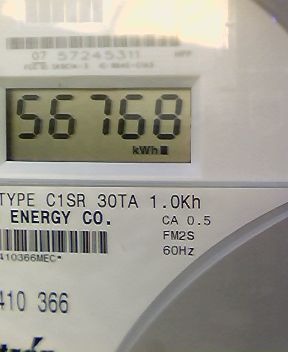 07 57245311
56768
kWh
TYPE C1SR 30TA 1.0Kh
ENERGY CO.
CA 0.5
FM2S
60Hz
410366MEC*
410 366